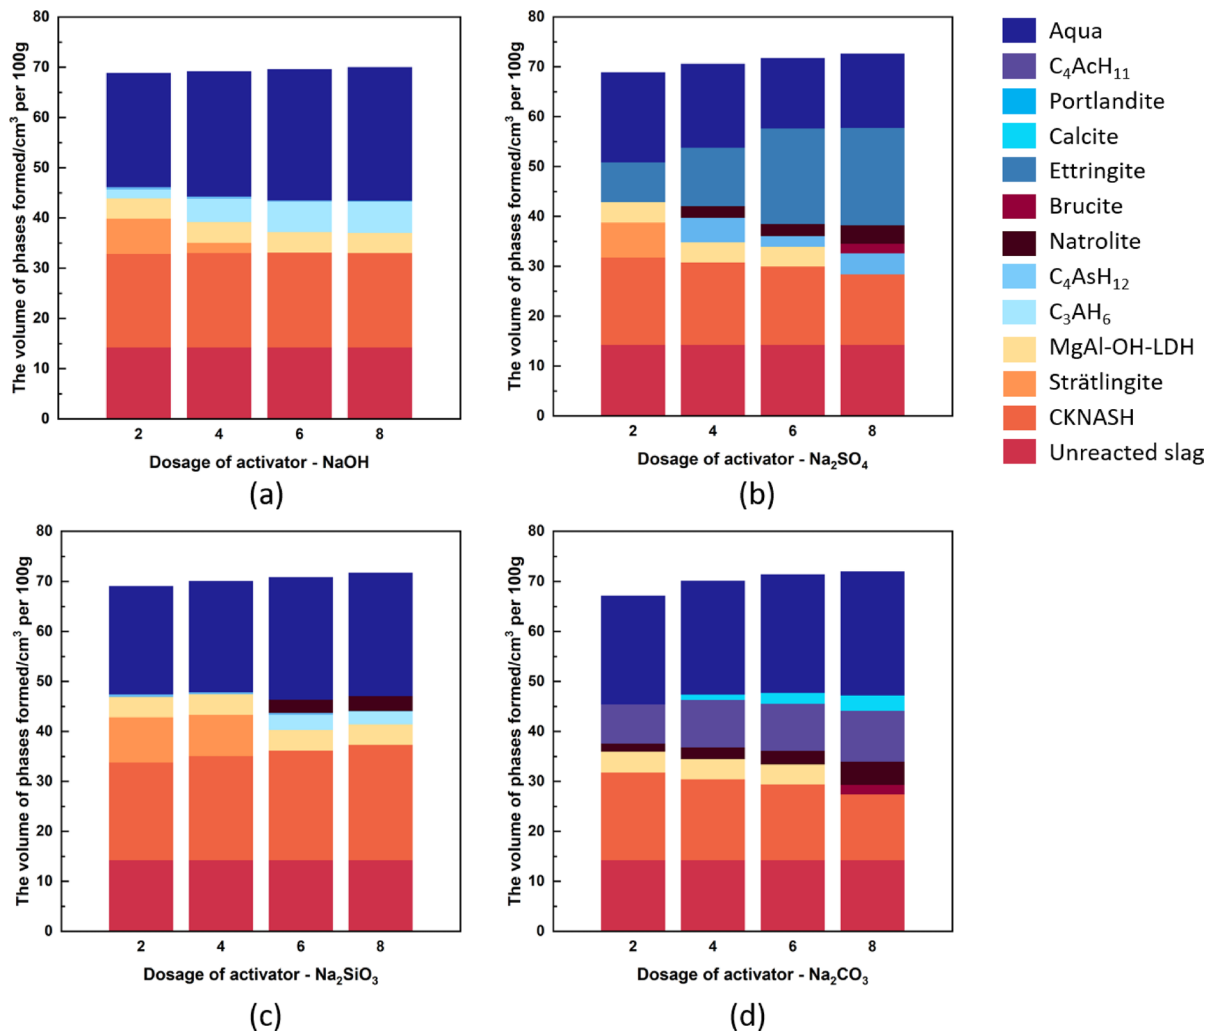 The volume of phases formed/cm³ per 100g
80
70
60
50
40
30
20
10
0
2 4 6 8
Dosage of activator - NaOH
(a)
The volume of phases formed/cm³ per 100g
80
70
60
50
40
30
20
10
0
2 4 6 8
Dosage of activator - Na₂SO₄
(b)
Aqua
C₄AcH₁₁
Portlandite
Calcite
Ettringite
Brucite
Natrolite
C₄AsH₁₂
C₃AH₆
MgAl-OH-LDH
Strätlingite
CKNASH
Unreacted slag
The volume of phases formed/cm³ per 100g
80
70
60
50
40
30
20
10
0
2 4 6 8
Dosage of activator - Na₂SiO₃
(c)
The volume of phases formed/cm³ per 100g
80
70
60
50
40
30
20
10
0
2 4 6 8
Dosage of activator - Na₂CO₃
(d)